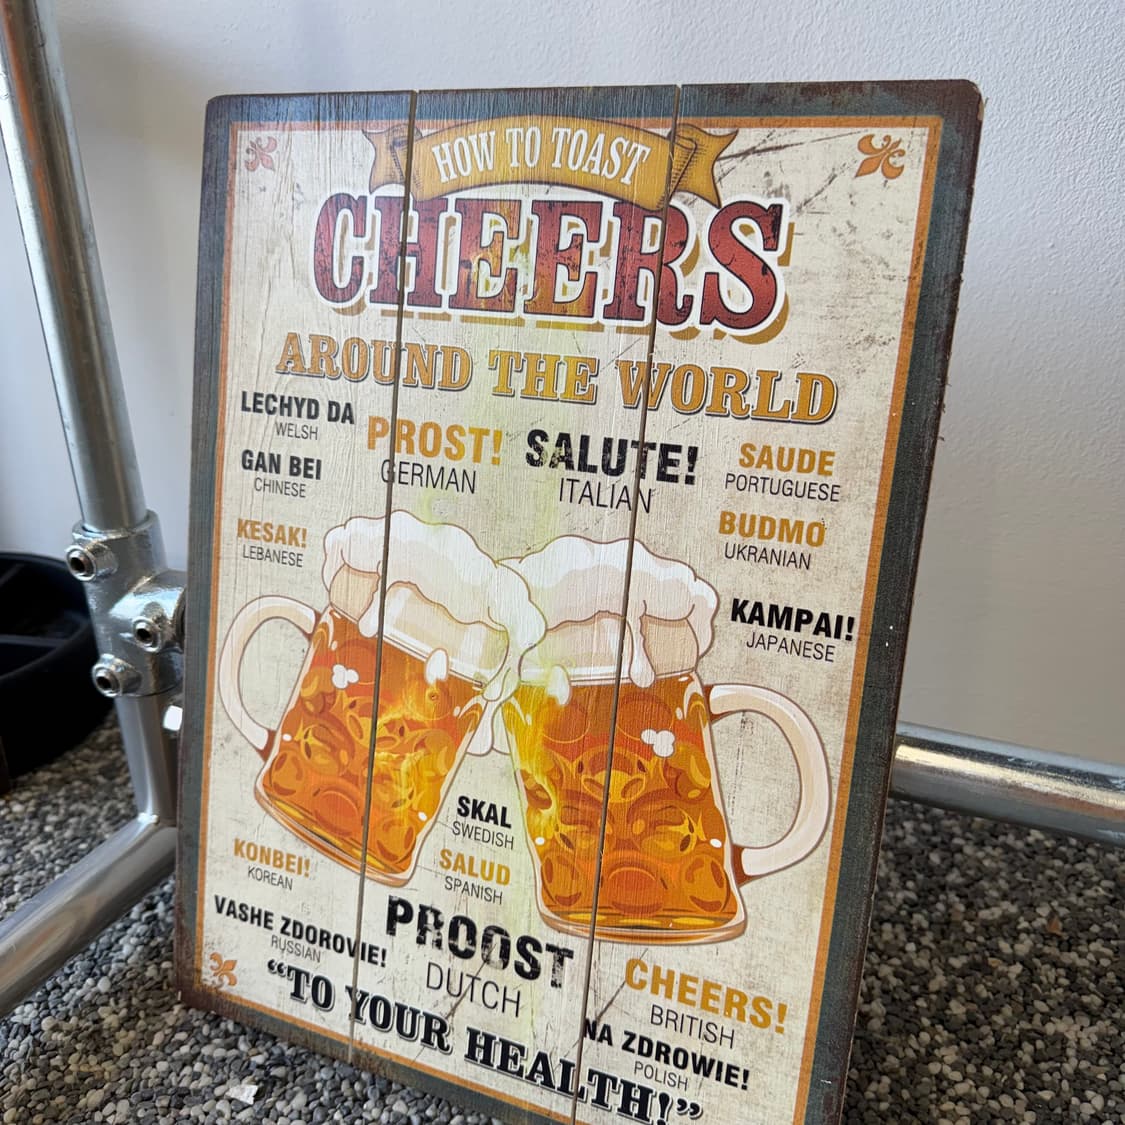 HOW TO TOAST
CHEERS
AROUND THE WORLD
LECHYD DA
WELSH
PROST!
GERMAN
SALUTE!
ITALIAN
SAUDE
PORTUGUESE
GAN BEI
CHINESE
BUDMO
UKRANIAN
KESAK!
LEBANESE
KAMPAI!
JAPANESE
SKAL
SWEDISH
SALUD
SPANISH
KONBEI!
KOREAN
VASHE ZDOROVIE!
RUSSIAN
PROOST
DUTCH
CHEERS!
BRITISH
NA ZDROWIE!
POLISH
“TO YOUR HEALTH!”